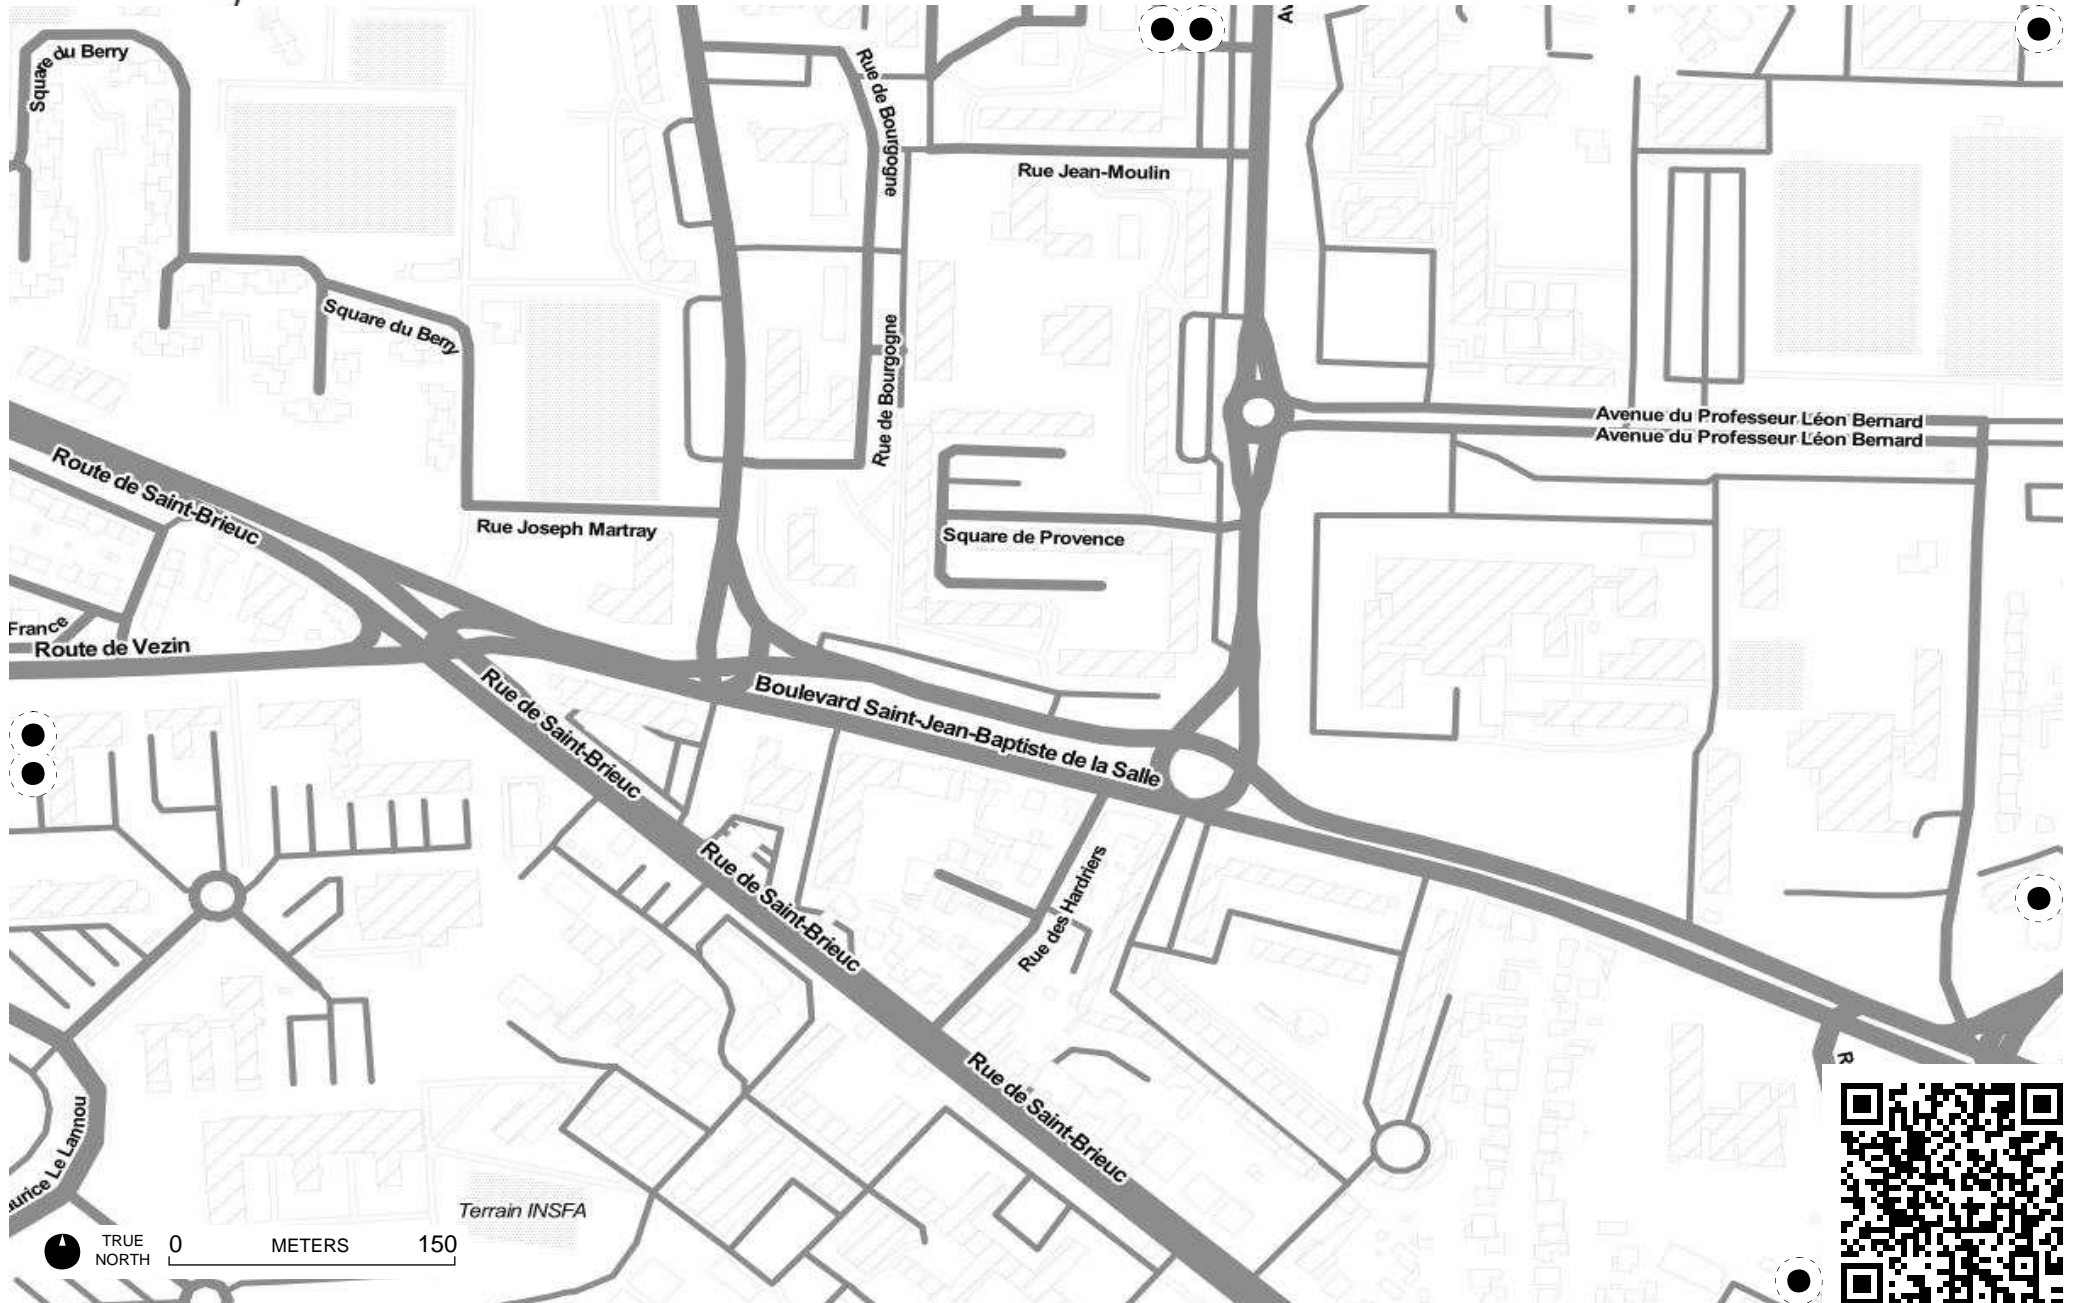 Square du Berry
Rue de Bourgogne
Rue Jean-Moulin
Square du Berry
Rue de Bourgogne
Avenue du Professeur Léon Bernard
Avenue du Professeur Léon Bernard
Route de Saint-Brieuc
Rue Joseph Martray
Square de Provence
France
Route de Vezin
Rue de Saint-Brieuc
Boulevard Saint-Jean-Baptiste de la Salle
Rue de Saint-Brieuc
Rue des Hardriers
Rue de Saint-Brieuc
R
urice Le Lannou
Terrain INSFA
TRUE NORTH
0 METERS 150